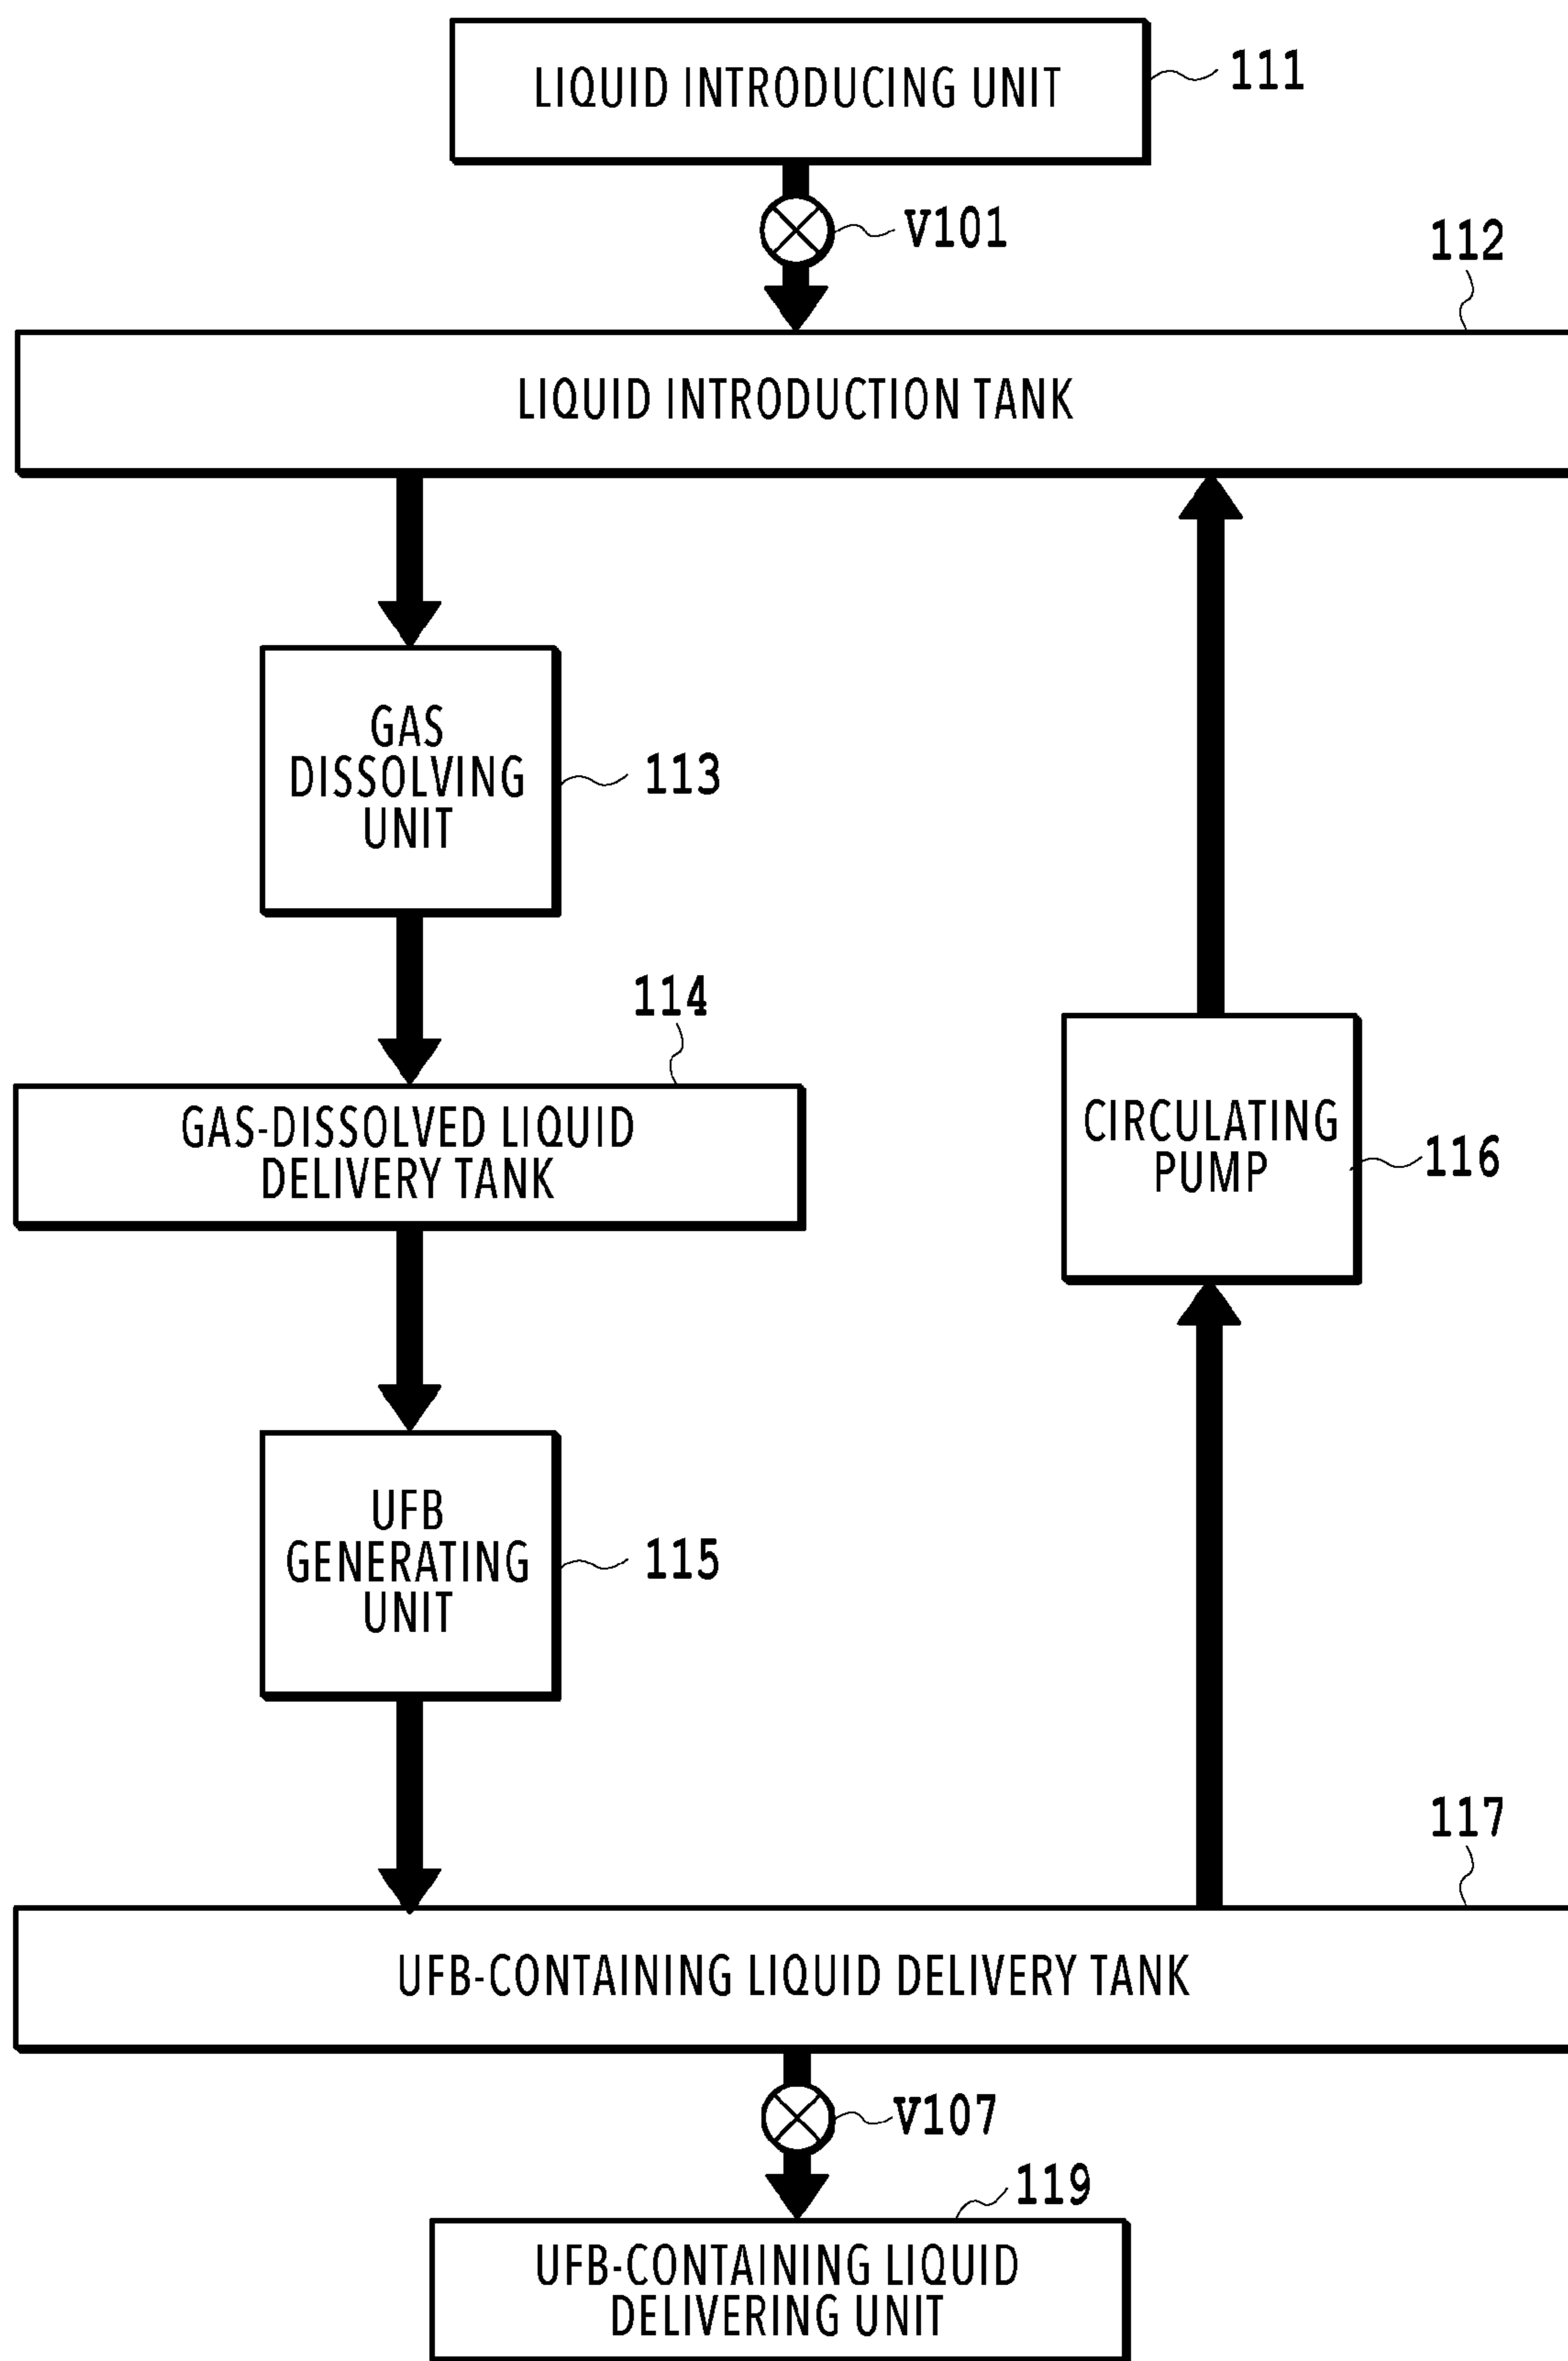 LIQUID INTRODUCING UNIT
111
V101
112
LIQUID INTRODUCTION TANK
GAS
DISSOLVING
UNIT
113
114
GAS-DISSOLVED LIQUID
DELIVERY TANK
CIRCULATING
PUMP
116
UFB
GENERATING
UNIT
115
117
UFB-CONTAINING LIQUID DELIVERY TANK
V107
119
UFB-CONTAINING LIQUID
DELIVERING UNIT